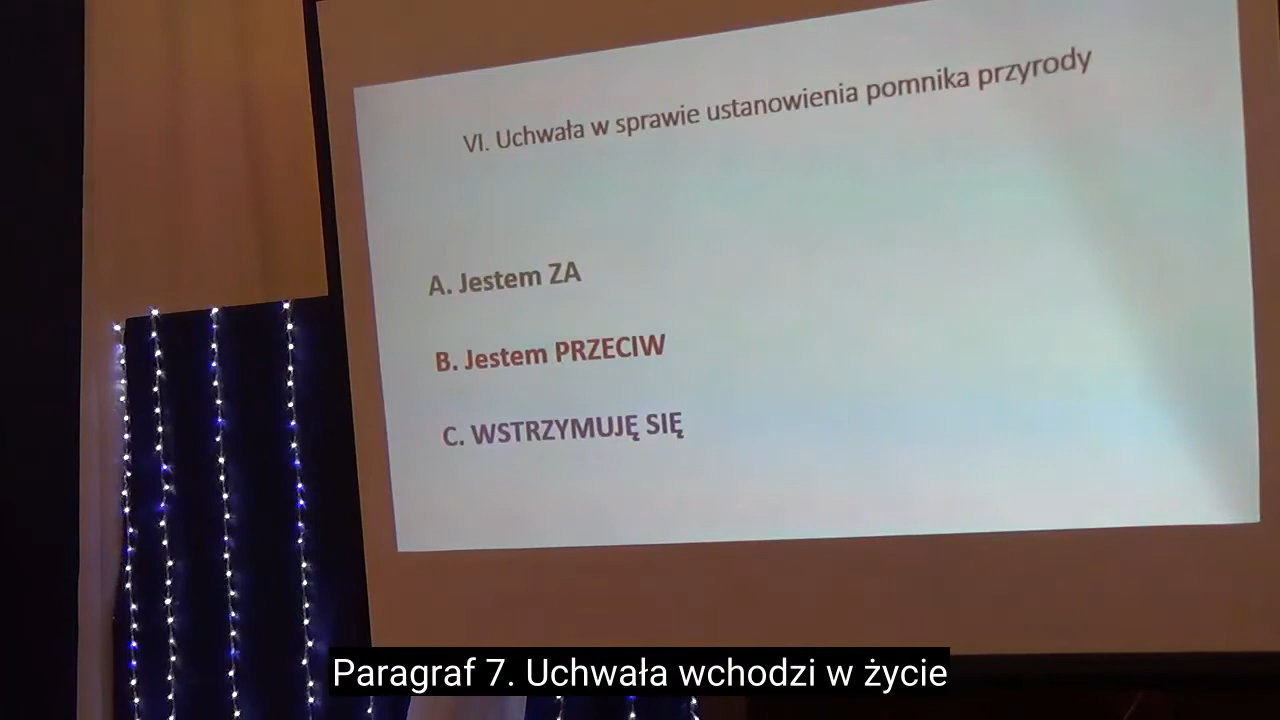 VI. Uchwała w sprawie ustanowienia pomnika przyrody
A. Jestem ZA
B. Jestem PRZECIW
C. WSTRZYMUJĘ SIĘ
Paragraf 7. Uchwała wchodzi w życie